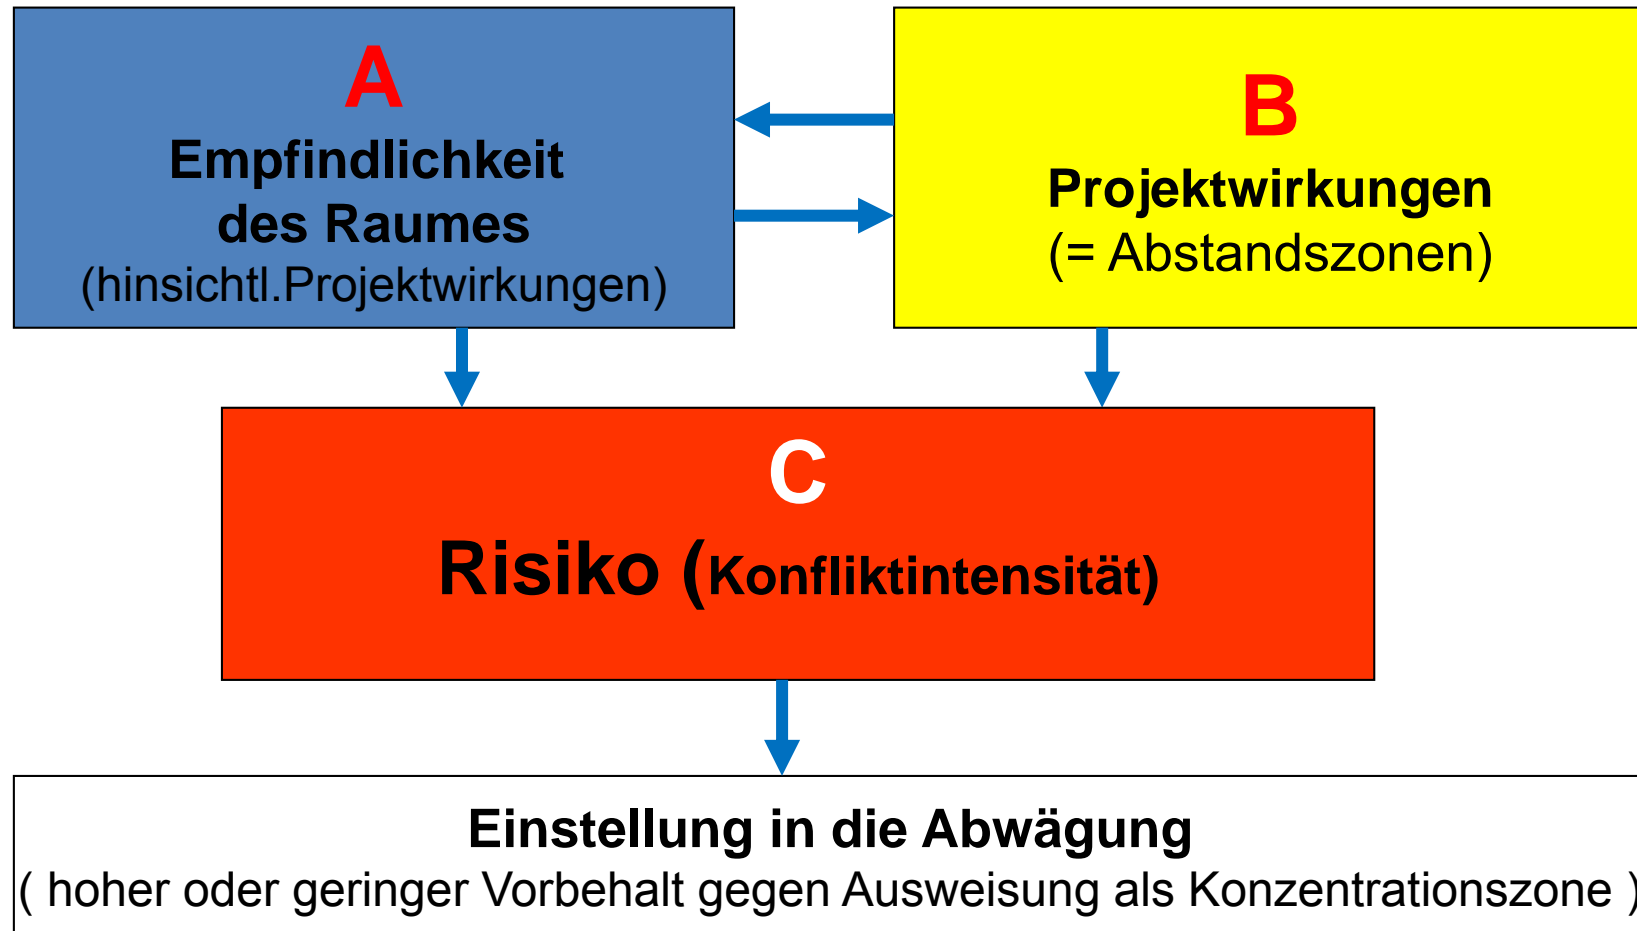 A
Empfindlichkeit
des Raumes
(hinsichtl.Projektwirkungen)
B
Projektwirkungen
(= Abstandszonen)
C
Risiko (Konfliktintensität)
Einstellung in die Abwägung
( hoher oder geringer Vorbehalt gegen Ausweisung als Konzentrationszone )